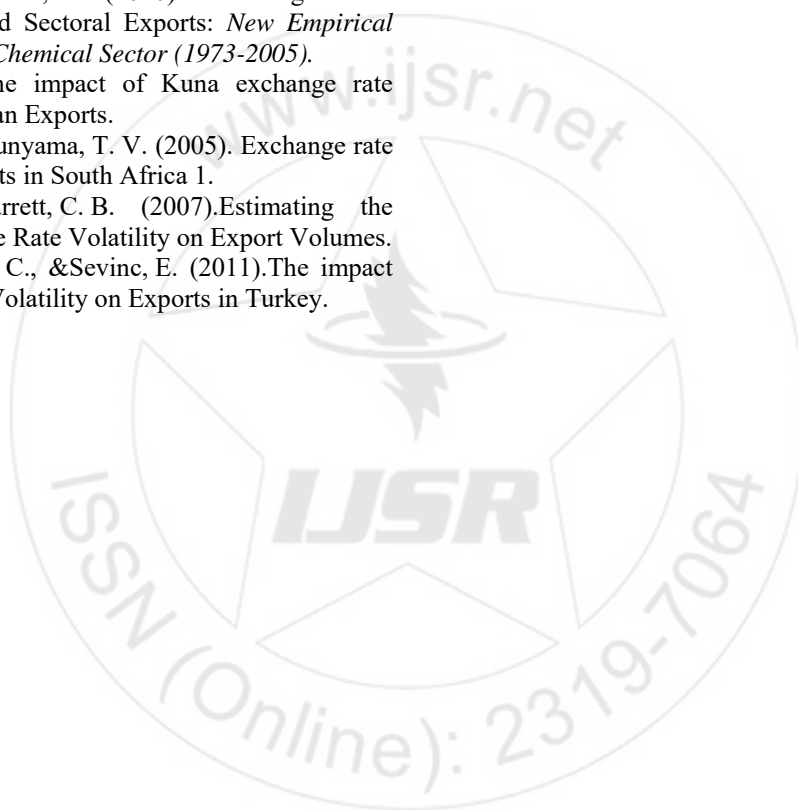 d Sectoral Exports: New Empirical
Chemical Sector (1973-2005).
ne impact of Kuna exchange rate
an Exports.
unyama, T. V. (2005). Exchange rate
ts in South Africa 1.
rrett, C. B. (2007).Estimating the
e Rate Volatility on Export Volumes.
C., &Sevinc, E. (2011).The impact
Volatility on Exports in Turkey.
www.ijsr.net
IJSR
ISSN (Online): 2319-7064